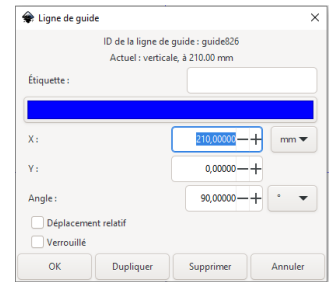 Ligne de guide
ID de la ligne de guide : guide826
Actuel : verticale, à 210.00 mm
Étiquette :
X : 210,00000 mm
Y : 0,00000
Angle : 90,00000 °
Déplacement relatif
Verrouillé
OK Dupliquer Supprimer Annuler